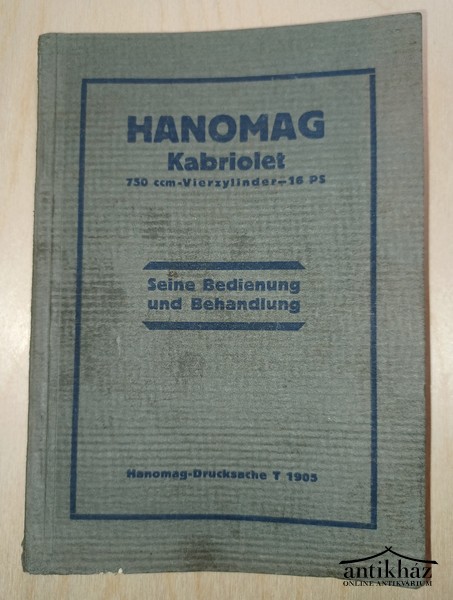 HANOMAG
Kabriolet
750 ccm-Vierzylinder-16 PS
Seine Bedienung
und Behandlung
Hanomag-Drucksache T 1905
antikház
ONLINE ANTIKVÁRIUM